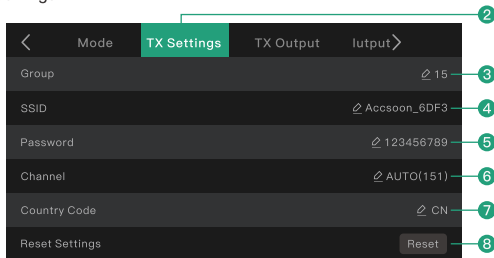 2
Mode TX Settings TX Output lutput
Group 15 3
SSID Accsoon_6DF3 4
Password 123456789 5
Channel AUTO(151) 6
Country Code CN 7
Reset Settings Reset 8